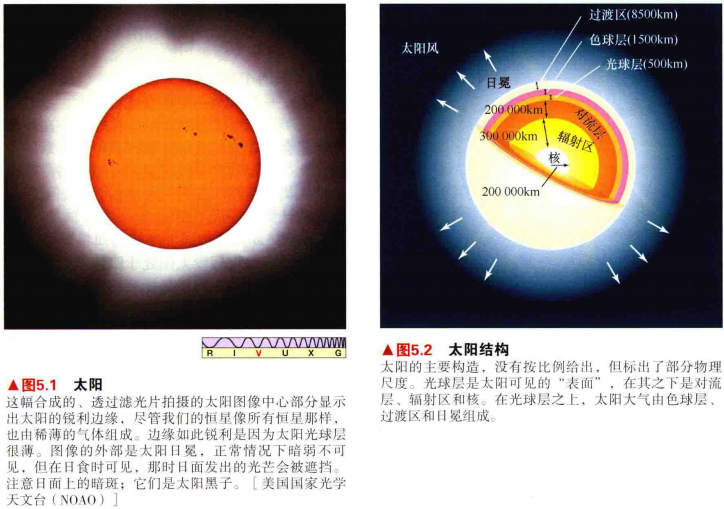 R I V U X G
▲图5.1 太阳
这幅合成的、透过滤光片拍摄的太阳图像中心部分显示
出太阳的锐利边缘，尽管我们的恒星像所有恒星那样，
也由稀薄的气体组成。边缘如此锐利是因为太阳光球层
很薄。图像的外部是太阳日冕，正常情况下暗弱不可
见，但在日食时可见，那时日面发出的光芒会被遮挡。
注意日面上的暗斑；它们是太阳黑子。［美国国家光学
天文台（NOAO）］
过渡区(8500km)
色球层(1500km)
光球层(500km)
太阳风
日冕
200 000km
对流层
300 000km
辐射区
核
200 000km
▲图5.2 太阳结构
太阳的主要构造，没有按比例给出，但标出了部分物理
尺度。光球层是太阳可见的“表面”，在其之下是对流
层、辐射区和核。在光球层之上，太阳大气由色球层、
过渡区和日冕组成。